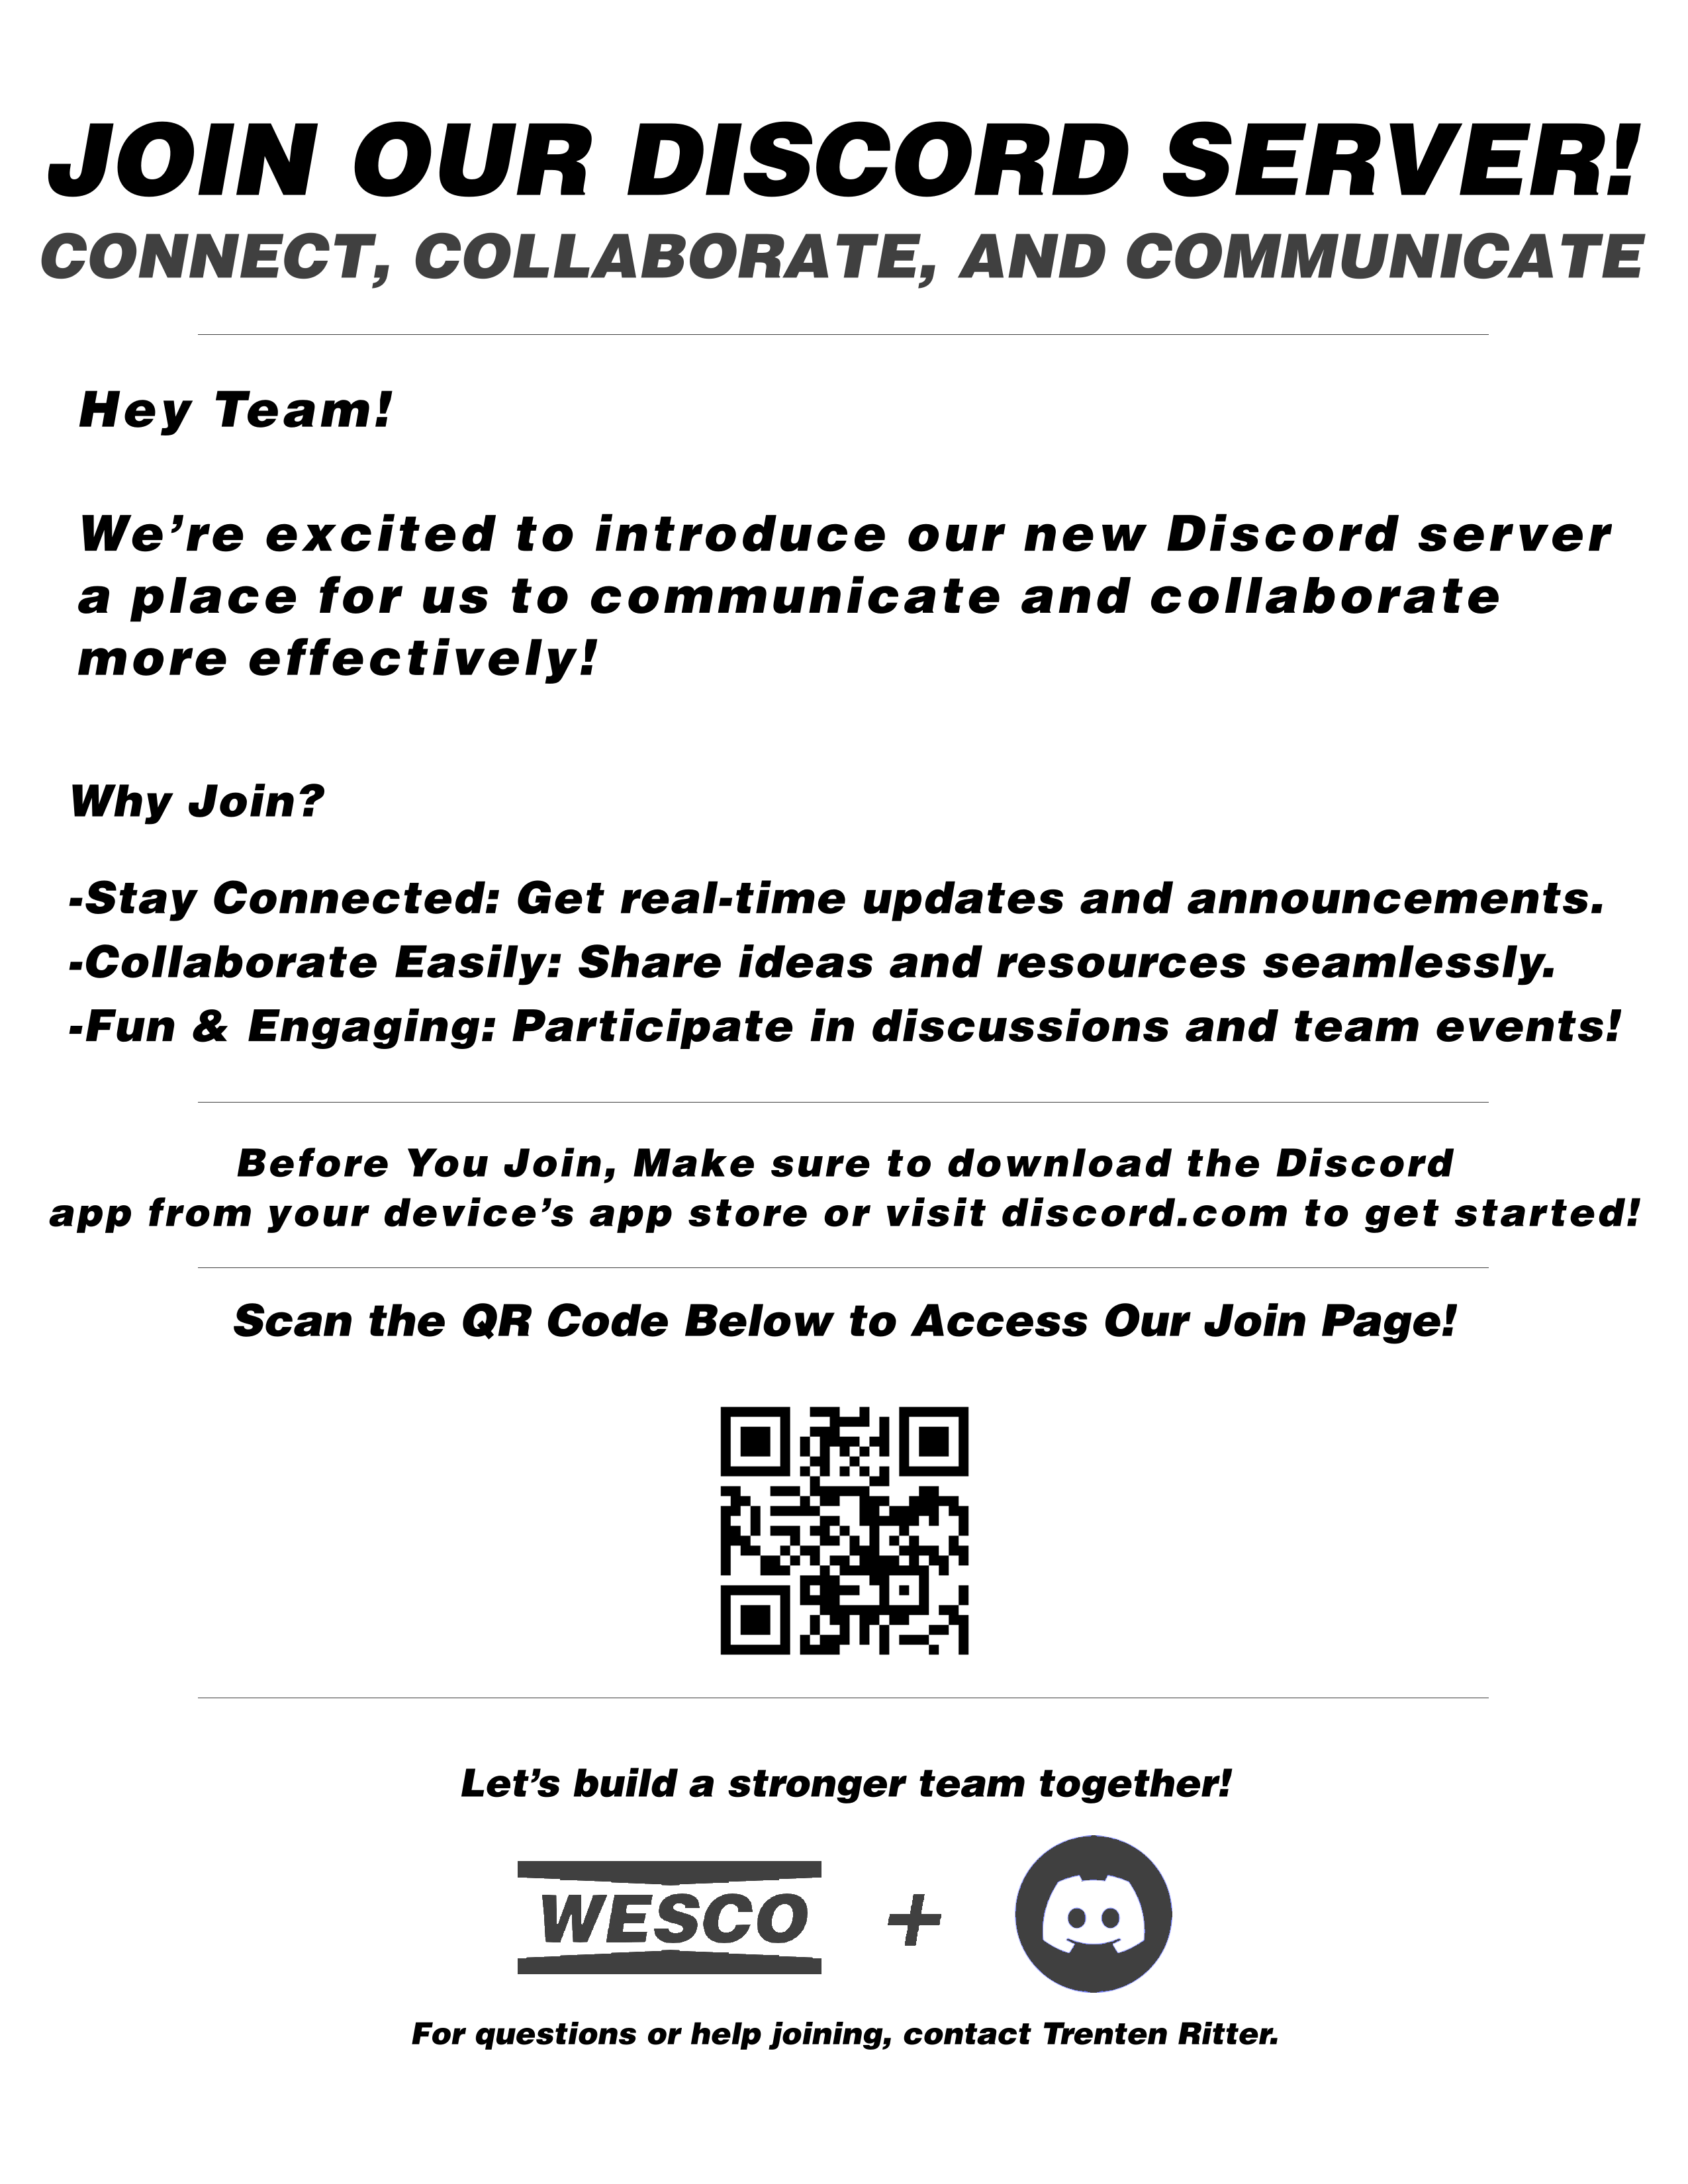 JOIN OUR DISCORD SERVER!
CONNECT, COLLABORATE, AND COMMUNICATE
Hey Team!
We’re excited to introduce our new Discord server
a place for us to communicate and collaborate
more effectively!
Why Join?
-Stay Connected: Get real-time updates and announcements.
-Collaborate Easily: Share ideas and resources seamlessly.
-Fun & Engaging: Participate in discussions and team events!
Before You Join, Make sure to download the Discord
app from your device’s app store or visit discord.com to get started!
Scan the QR Code Below to Access Our Join Page!
Let’s build a stronger team together!
WESCO +
For questions or help joining, contact Trenten Ritter.